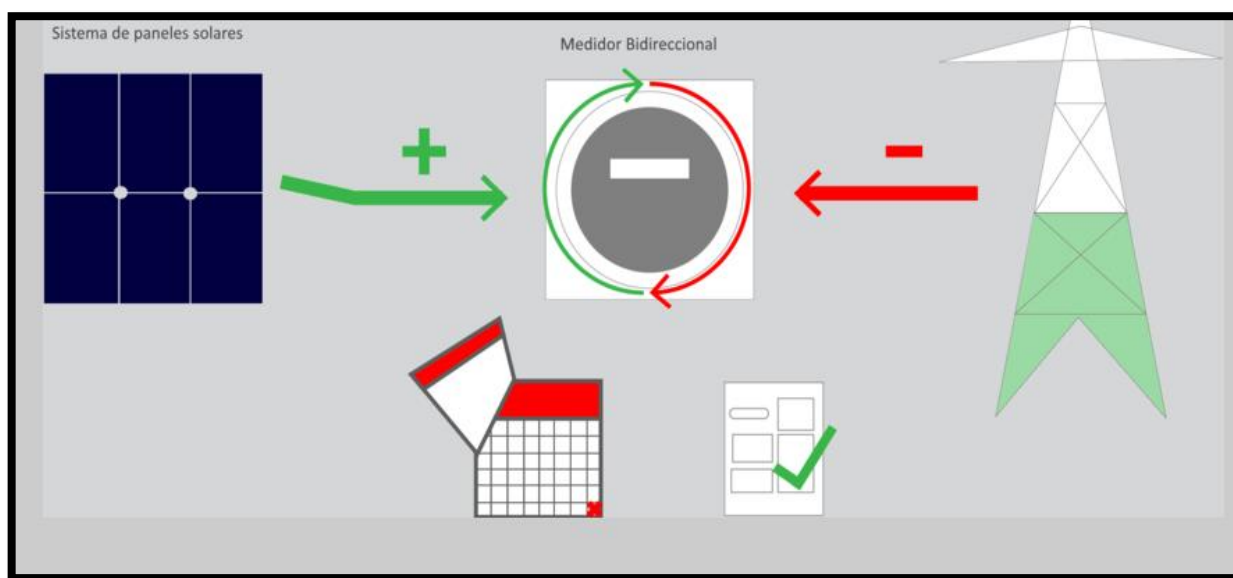 Sistema de paneles solares
Medidor Bidireccional